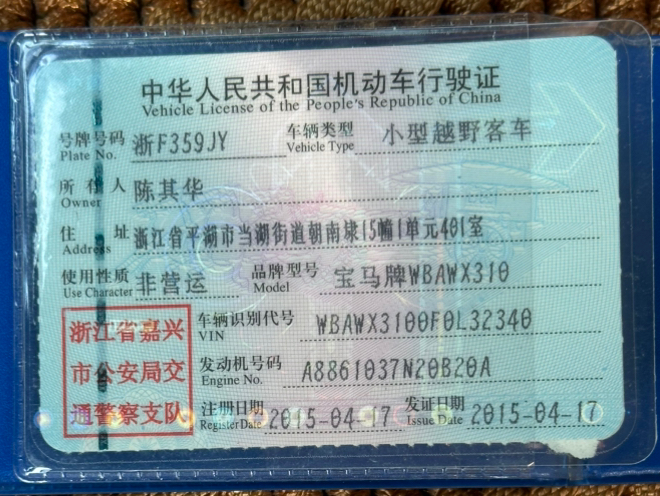 中华人民共和国机动车行驶证
Vehicle License of the People's Republic of China
号牌号码 浙F359JY 车辆类型 小型越野客车
Plate No. Vehicle Type
所有人 陈其华
Owner
住址 浙江省平湖市当湖街道朝南埭15幢1单元401室
Address
使用性质 非营运 品牌型号 宝马牌WBAWX310
Use Character Model
浙江省嘉兴
市公安局交
通警察支队
车辆识别代号 WBAWX3100F0L32340
VIN
发动机号码 A8861037N20B20A
Engine No.
注册日期 2015-04-17 发证日期 2015-04-17
Register Date Issue Date